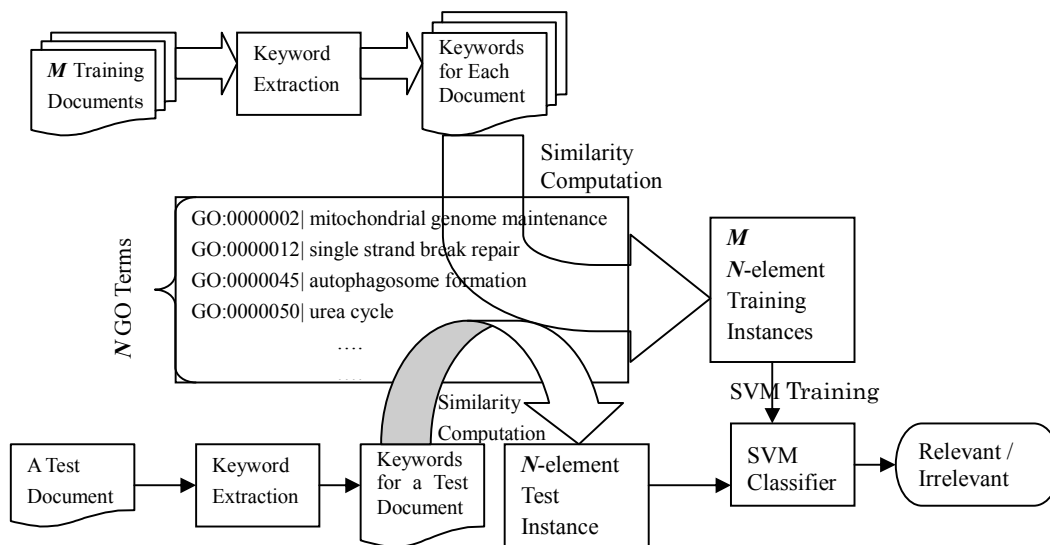 M Training
Documents
Keyword
Extraction
Keywords
for Each
Document
Similarity
Computation
N GO Terms
GO:0000002| mitochondrial genome maintenance
GO:0000012| single strand break repair
GO:0000045| autophagosome formation
GO:0000050| urea cycle
....
....
M
N-element
Training
Instances
SVM Training
Similarity
Computation
A Test
Document
Keyword
Extraction
Keywords
for a Test
Document
N-element
Test
Instance
SVM
Classifier
Relevant /
Irrelevant